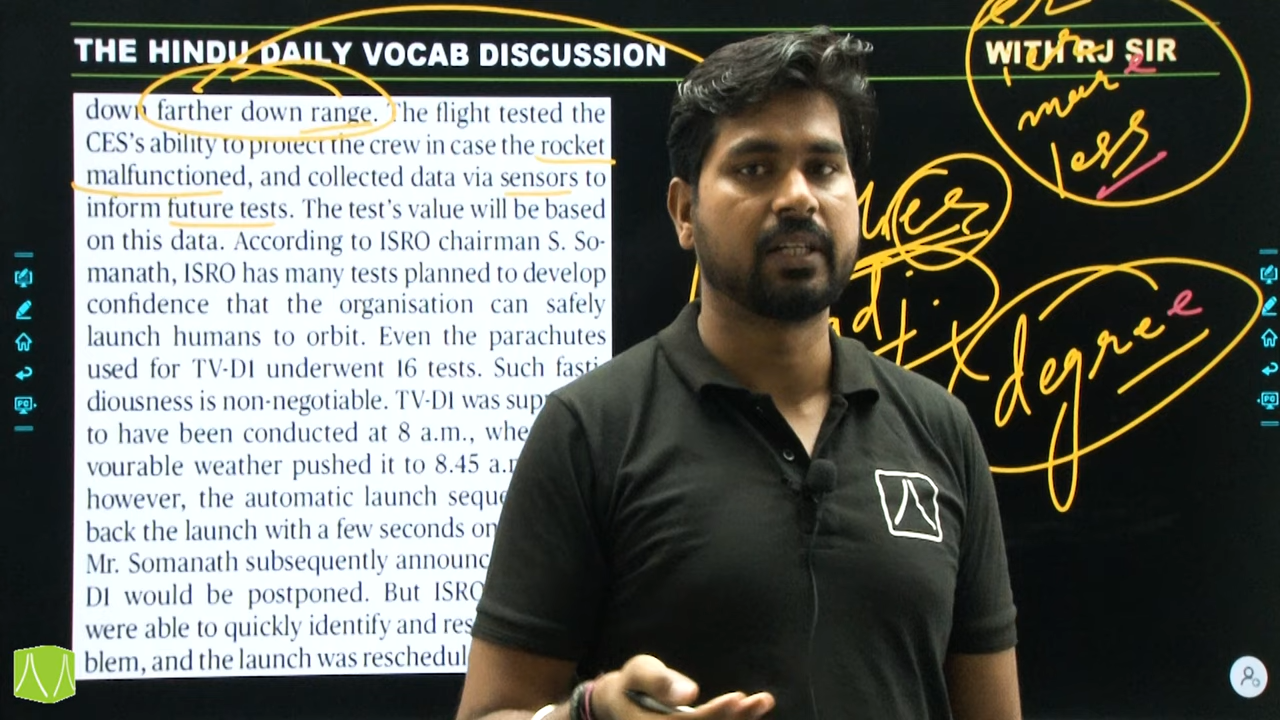 THE HINDU DAILY VOCAB DISCUSSION
WITH RJ SIR
down farther down range. The flight tested the
CES's ability to protect the crew in case the rocket
malfunctioned, and collected data via sensors to
inform future tests. The test's value will be based
on this data. According to ISRO chairman S. So-
manath, ISRO has many tests planned to develop
confidence that the organisation can safely
launch humans to orbit. Even the parachutes
used for TV-D1 underwent 16 tests. Such fasti-
diousness is non-negotiable. TV-D1 was sup
to have been conducted at 8 a.m., whe
vourable weather pushed it to 8.45 a.
however, the automatic launch sequ
back the launch with a few seconds on
Mr. Somanath subsequently announc
D1 would be postponed. But ISRO
were able to quickly identify and res
blem, and the launch was reschedul
er
more
less
er
adj
degree
PC
PC